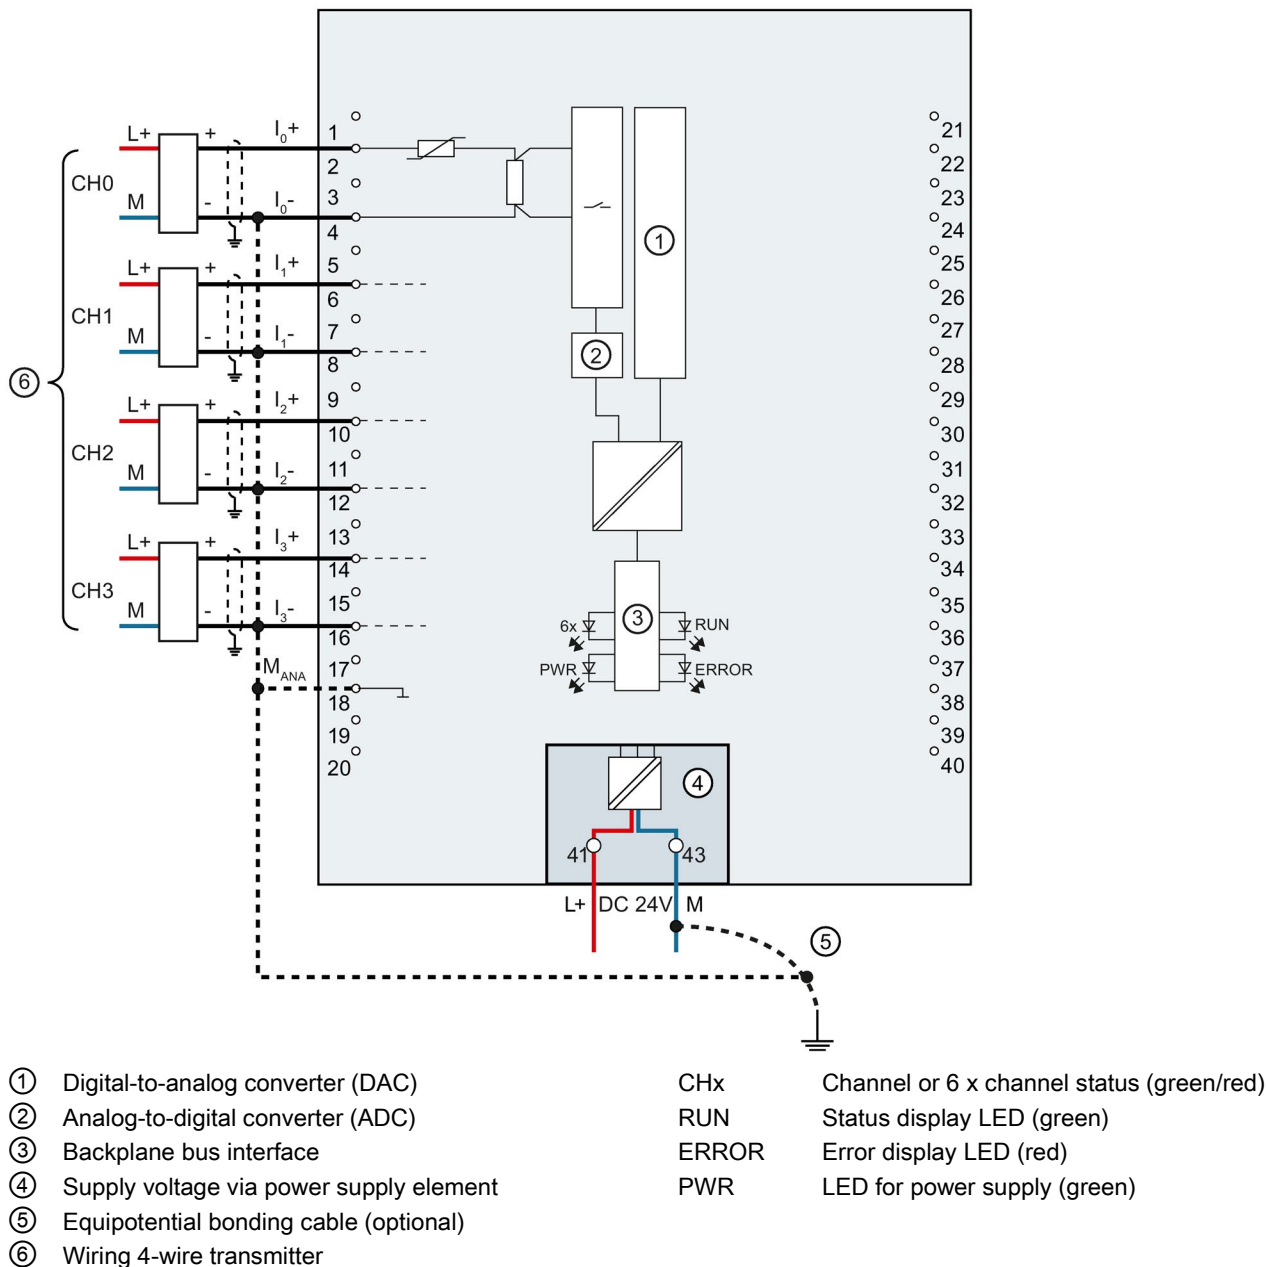 L+ + I0+ 1 21
2 22
CH0
M - I0- 3 23
4 24
L+ + I1+ 5 25
6 26
CH1
M - I1- 7 27
8 28
L+ + I2+ 9 29
10 30
CH2
M - I2- 11 31
12 32
L+ + I3+ 13 33
14 34
CH3
M - I3- 15 35
16 36
MANA 17 37
18 38
19 39
20 40
①
②
⑥
③
6x RUN
PWR ERROR
④
41 43
L+ DC 24V M
⑤
① Digital-to-analog converter (DAC)
② Analog-to-digital converter (ADC)
③ Backplane bus interface
④ Supply voltage via power supply element
⑤ Equipotential bonding cable (optional)
⑥ Wiring 4-wire transmitter
CHx Channel or 6 x channel status (green/red)
RUN Status display LED (green)
ERROR Error display LED (red)
PWR LED for power supply (green)